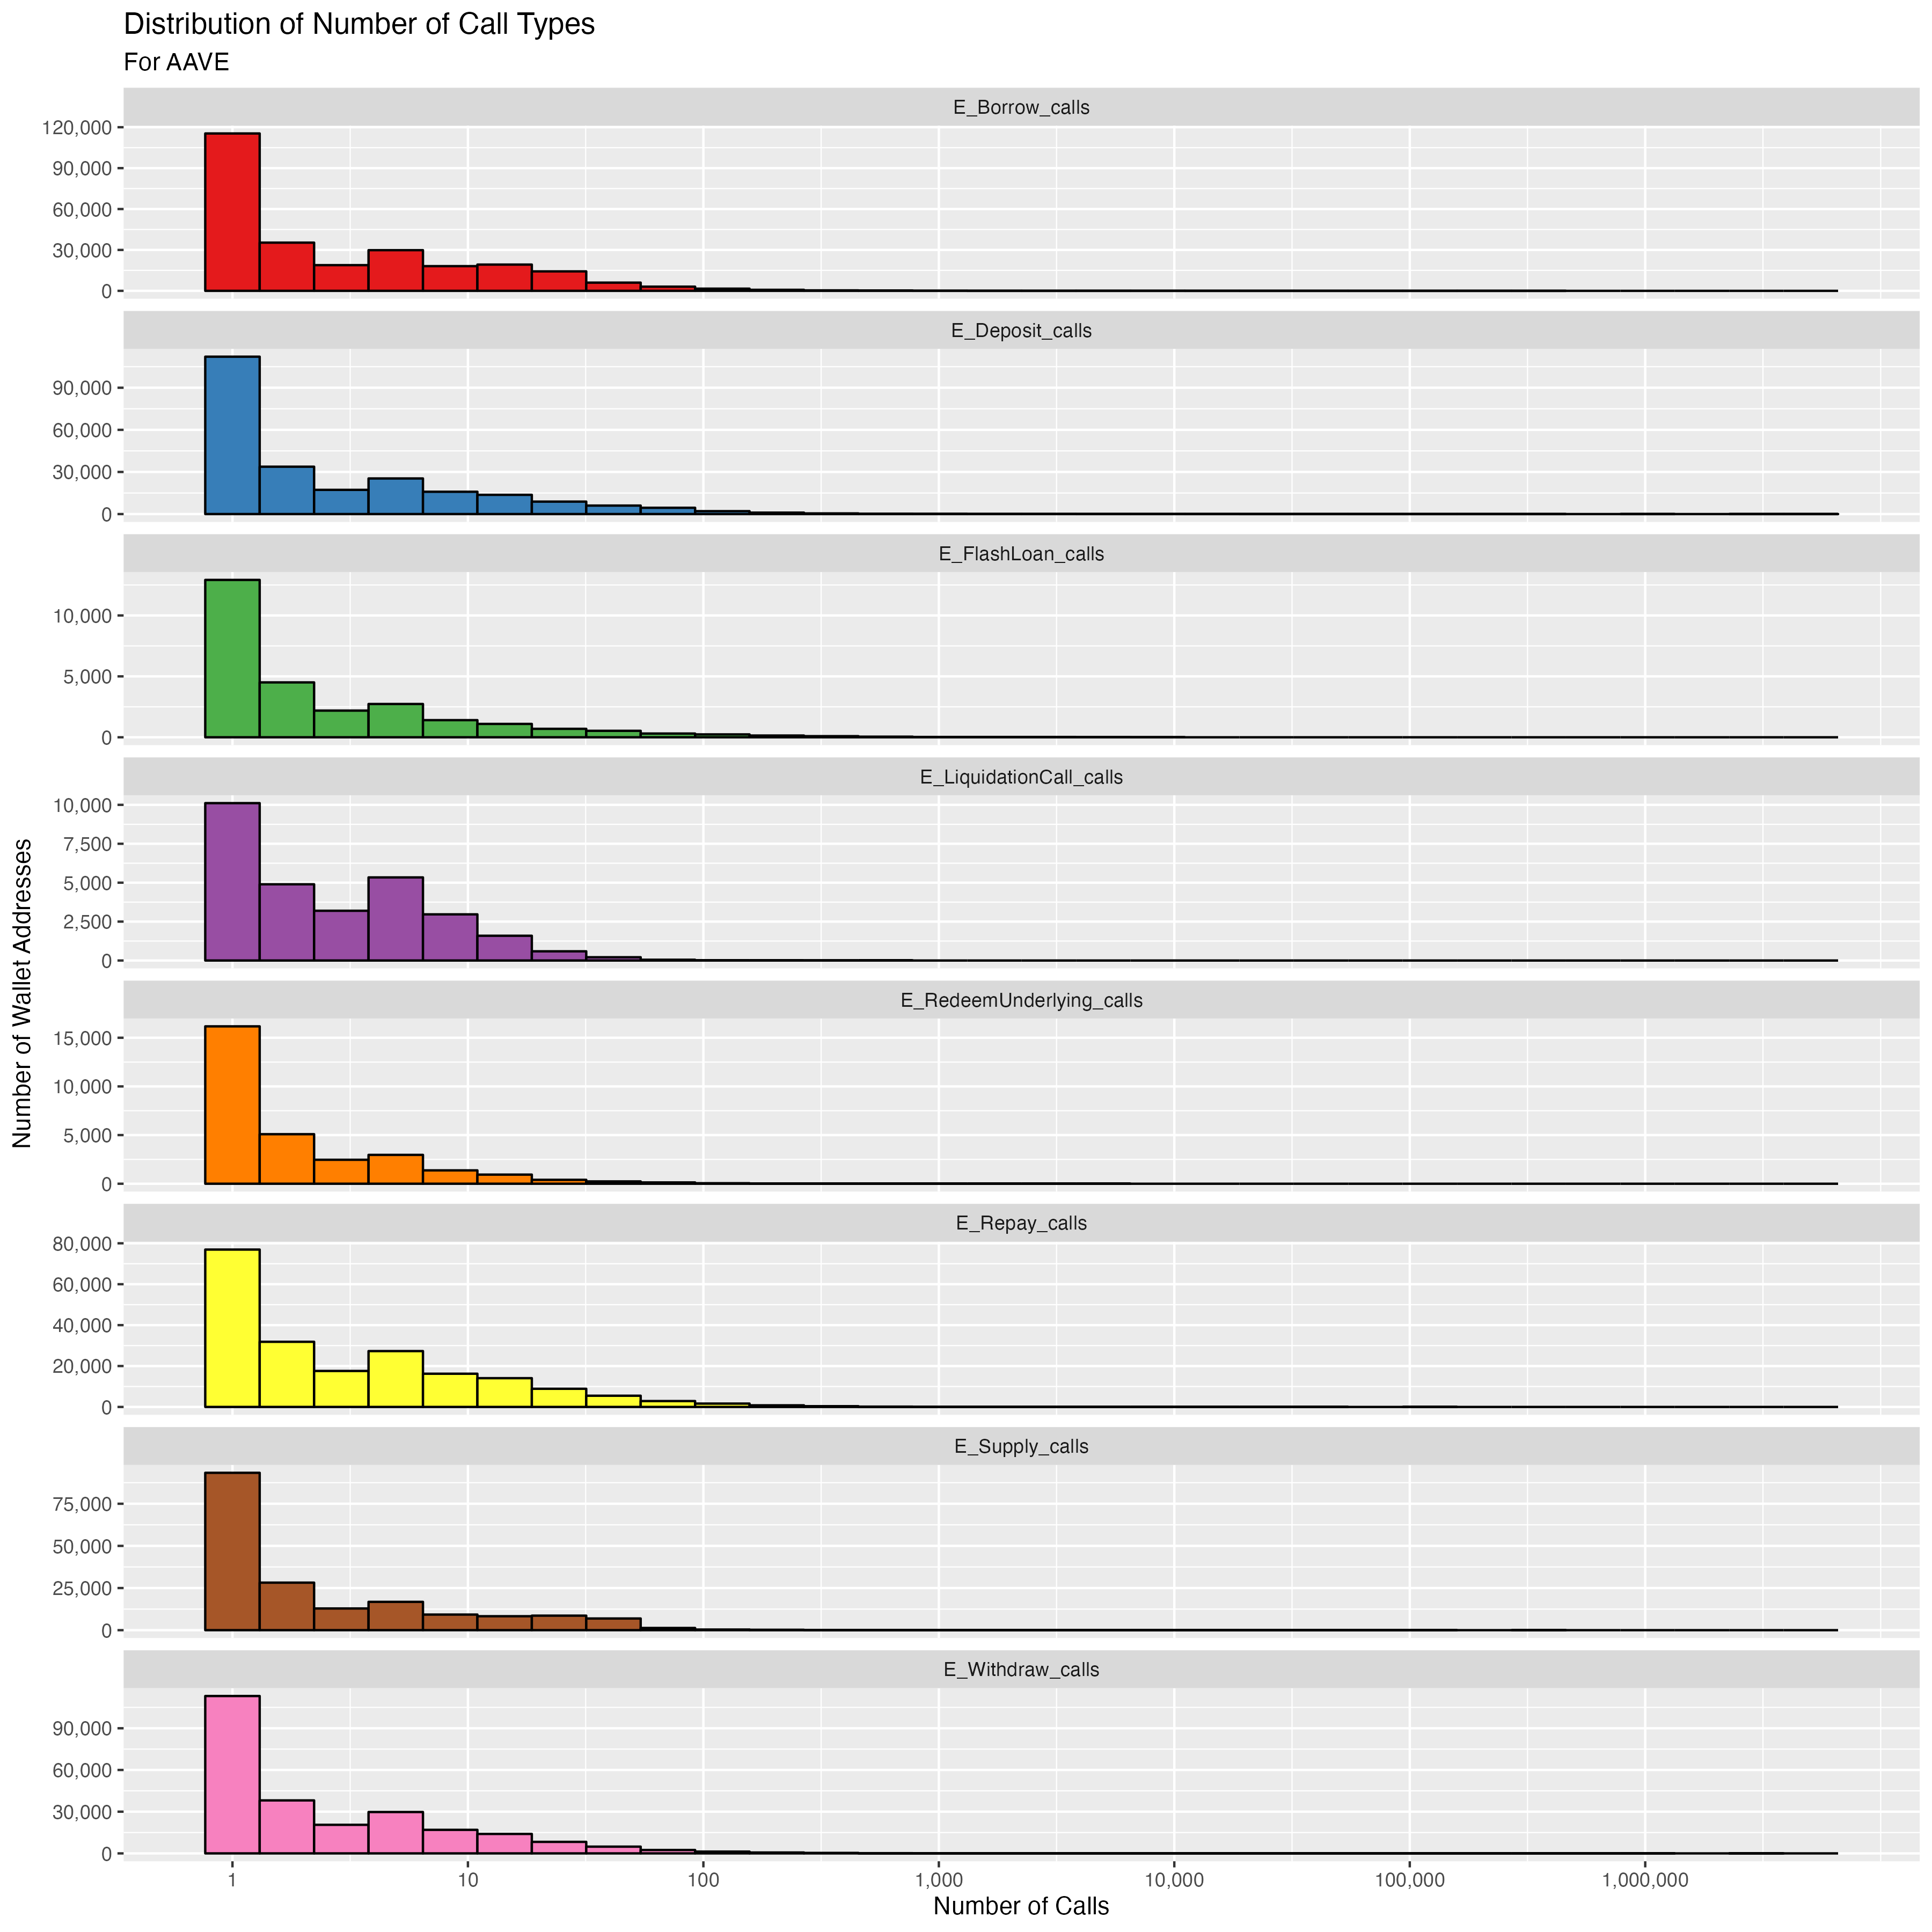 Distribution of Number of Call Types
For AAVE
E_Borrow_calls
120,000
90,000
60,000
30,000
0
E_Deposit_calls
90,000
60,000
30,000
0
E_FlashLoan_calls
10,000
5,000
0
E_LiquidationCall_calls
10,000
7,500
5,000
2,500
0
E_RedeemUnderlying_calls
15,000
10,000
5,000
0
E_Repay_calls
80,000
60,000
40,000
20,000
0
E_Supply_calls
75,000
50,000
25,000
0
E_Withdraw_calls
90,000
60,000
30,000
0
Number of Wallet Addresses
1 10 100 1,000 10,000 100,000 1,000,000
Number of Calls